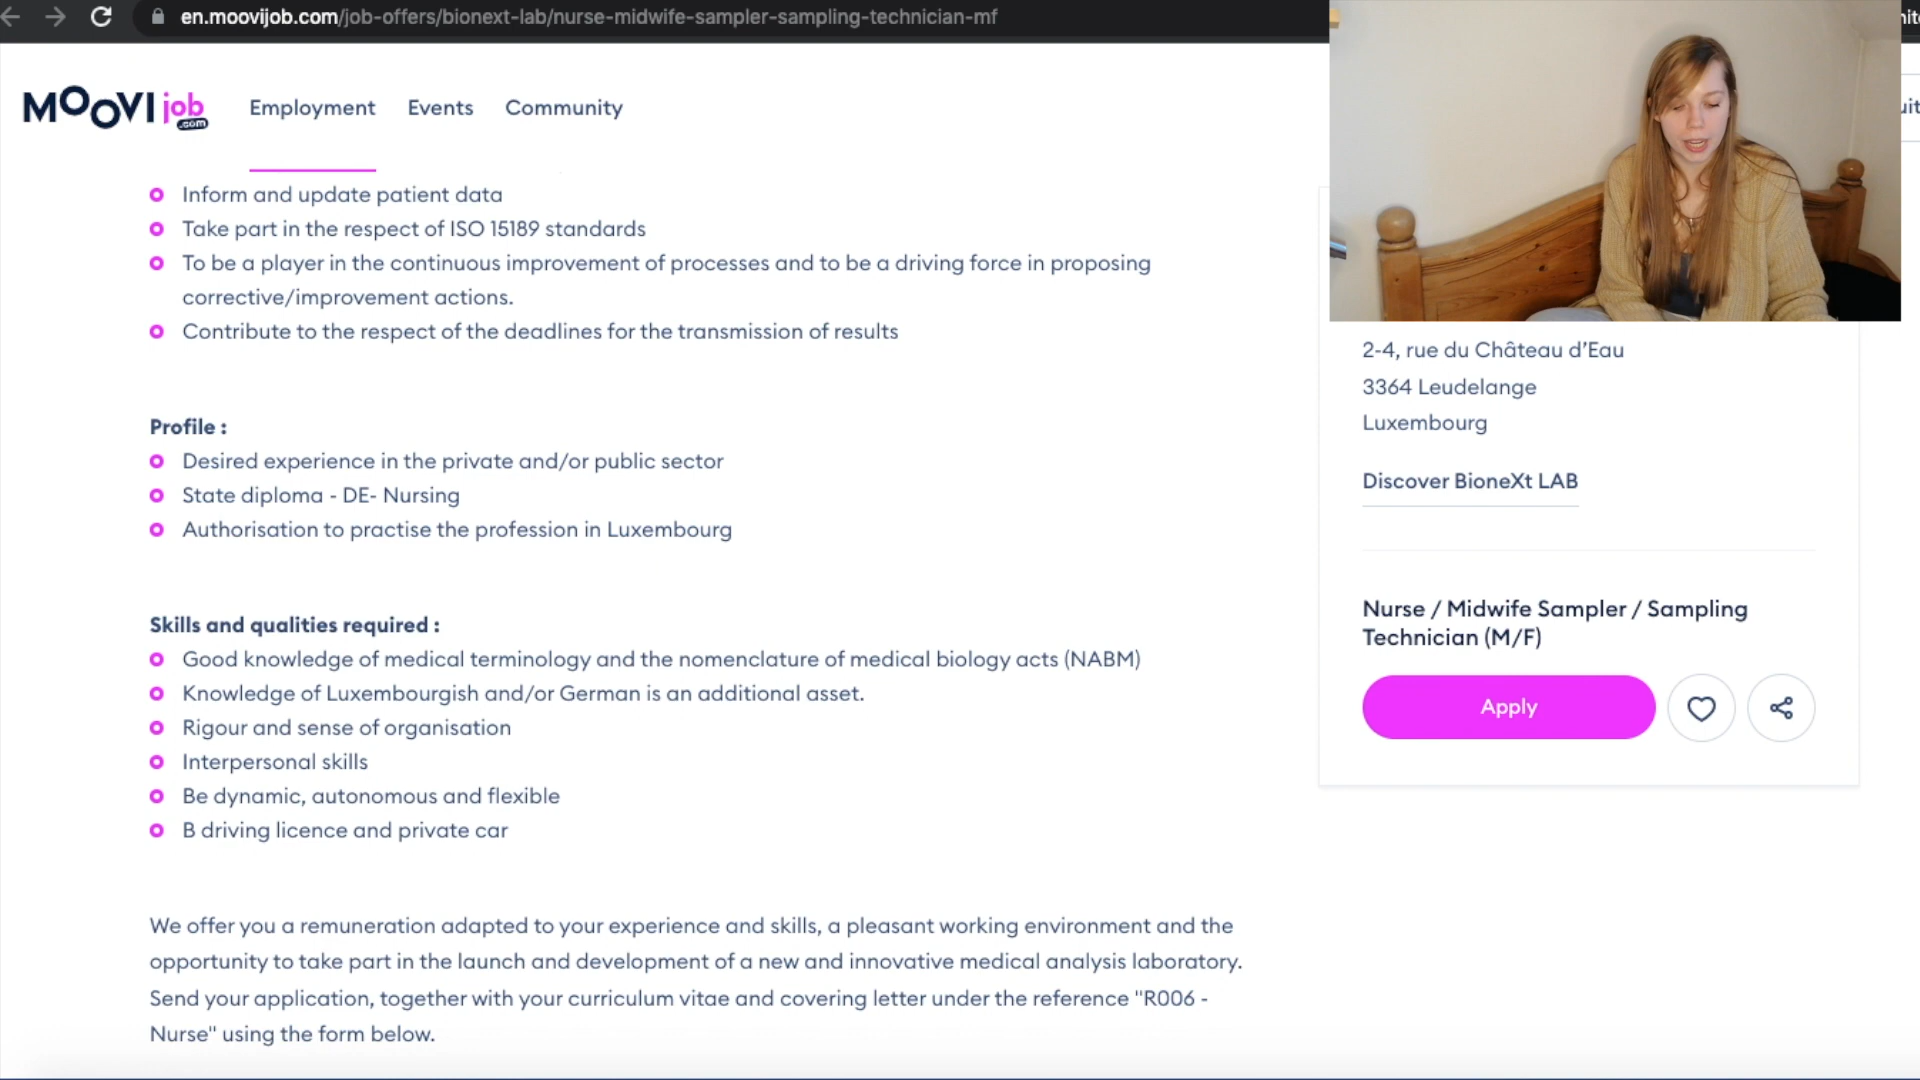 en.moovijob.com/job-offers/bionext-lab/nurse-midwife-sampler-sampling-technician-mf
MOOVI job .com
Employment Events Community
Inform and update patient data
Take part in the respect of ISO 15189 standards
To be a player in the continuous improvement of processes and to be a driving force in proposing
corrective/improvement actions.
Contribute to the respect of the deadlines for the transmission of results
Profile :
Desired experience in the private and/or public sector
State diploma - DE- Nursing
Authorisation to practise the profession in Luxembourg
Skills and qualities required :
Good knowledge of medical terminology and the nomenclature of medical biology acts (NABM)
Knowledge of Luxembourgish and/or German is an additional asset.
Rigour and sense of organisation
Interpersonal skills
Be dynamic, autonomous and flexible
B driving licence and private car
We offer you a remuneration adapted to your experience and skills, a pleasant working environment and the
opportunity to take part in the launch and development of a new and innovative medical analysis laboratory.
Send your application, together with your curriculum vitae and covering letter under the reference "R006 -
Nurse" using the form below.
2-4, rue du Château d’Eau
3364 Leudelange
Luxembourg
Discover BioneXt LAB
Nurse / Midwife Sampler / Sampling
Technician (M/F)
Apply